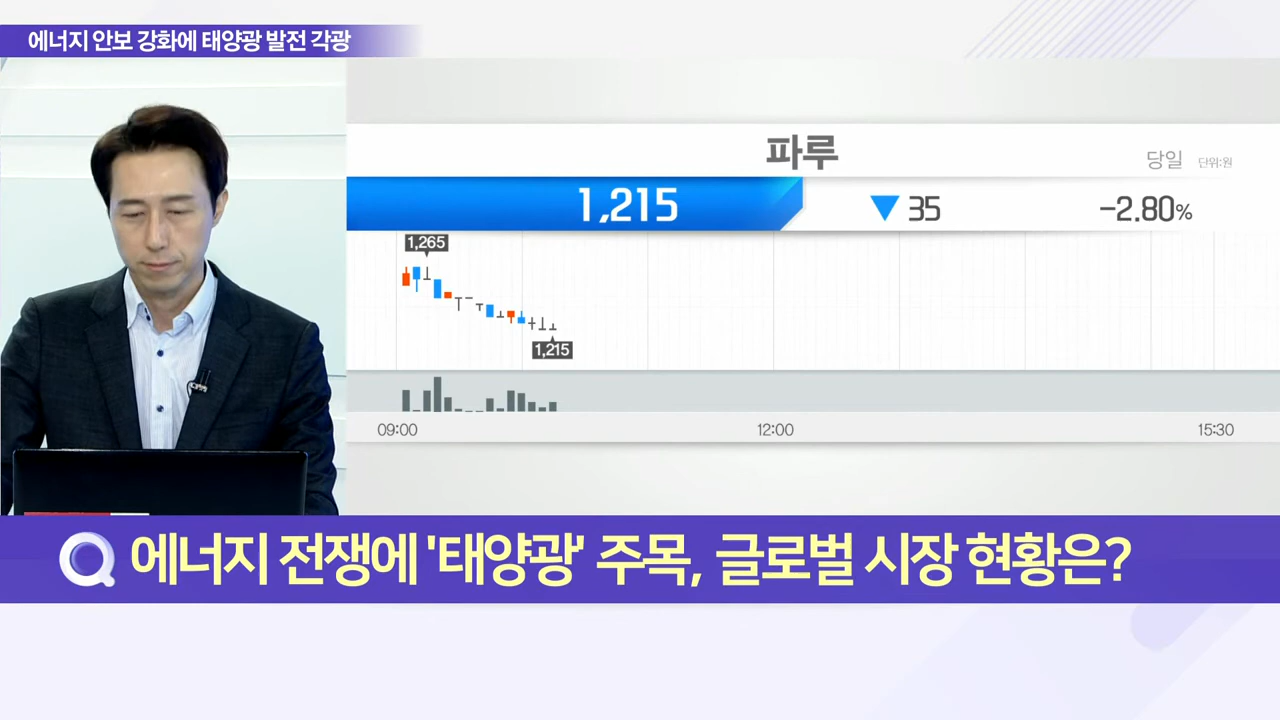 에너지 안보 강화에 태양광 발전 각광
파루
당일 단위:원
1,215 ▼ 35 -2.80%
1,265
1,215
09:00 12:00 15:30
에너지 전쟁에 '태양광' 주목, 글로벌 시장 현황은?